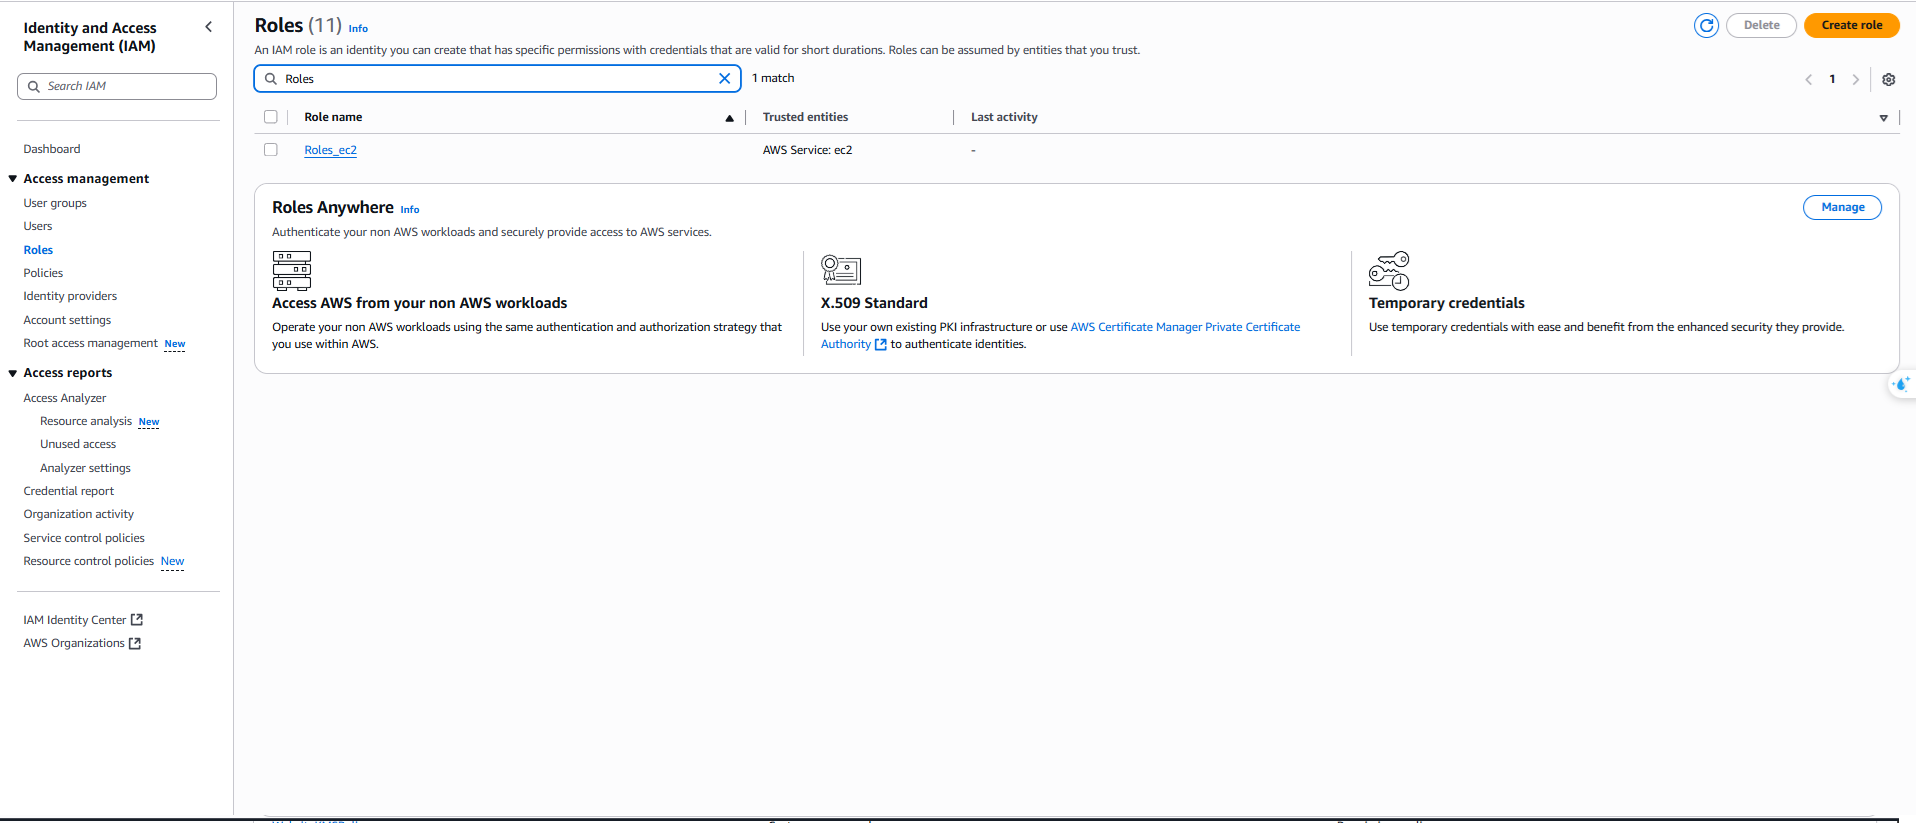 Identity and Access
Management (IAM)
Search IAM
Dashboard
Access management
User groups
Users
Roles
Policies
Identity providers
Account settings
Root access management New
Access reports
Access Analyzer
Resource analysis New
Unused access
Analyzer settings
Credential report
Organization activity
Service control policies
Resource control policies New
IAM Identity Center
AWS Organizations
Roles (11) Info
Delete
Create role
An IAM role is an identity you can create that has specific permissions with credentials that are valid for short durations. Roles can be assumed by entities that you trust.
Roles
1 match
1
Role name
Trusted entities
Last activity
Roles_ec2
AWS Service: ec2
-
Roles Anywhere Info
Manage
Authenticate your non AWS workloads and securely provide access to AWS services.
Access AWS from your non AWS workloads
Operate your non AWS workloads using the same authentication and authorization strategy that
you use within AWS.
X.509 Standard
Use your own existing PKI infrastructure or use AWS Certificate Manager Private Certificate
Authority to authenticate identities.
Temporary credentials
Use temporary credentials with ease and benefit from the enhanced security they provide.